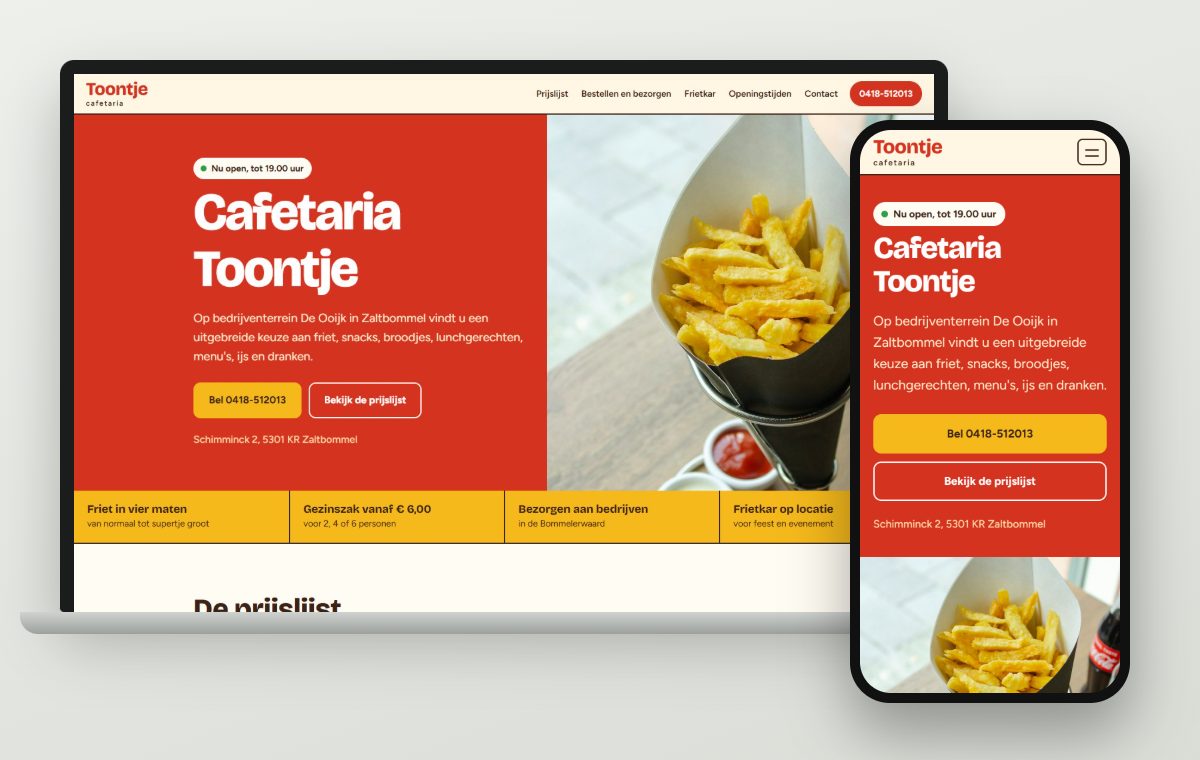 Toontje
cafetaria
Prijslijst Bestellen en bezorgen Frietkar Openingstijden Contact 0418-512013
Nu open, tot 19.00 uur
Cafetaria
Toontje
Op bedrijventerrein De Ooijk in Zaltbommel vindt u een
uitgebreide keuze aan friet, snacks, broodjes, lunchgerechten,
menu's, ijs en dranken.
Bel 0418-512013 Bekijk de prijslijst
Schimminck 2, 5301 KR Zaltbommel
Friet in vier maten
van normaal tot supertje groot
Gezinszak vanaf € 6,00
voor 2, 4 of 6 personen
Bezorgen aan bedrijven
in de Bommelerwaard
Frietkar op locatie
voor feest en evenement
De prijslijst
Toontje
cafetaria
Nu open, tot 19.00 uur
Cafetaria
Toontje
Op bedrijventerrein De Ooijk in
Zaltbommel vindt u een uitgebreide
keuze aan friet, snacks, broodjes,
lunchgerechten, menu's, ijs en dranken.
Bel 0418-512013
Bekijk de prijslijst
Schimminck 2, 5301 KR Zaltbommel